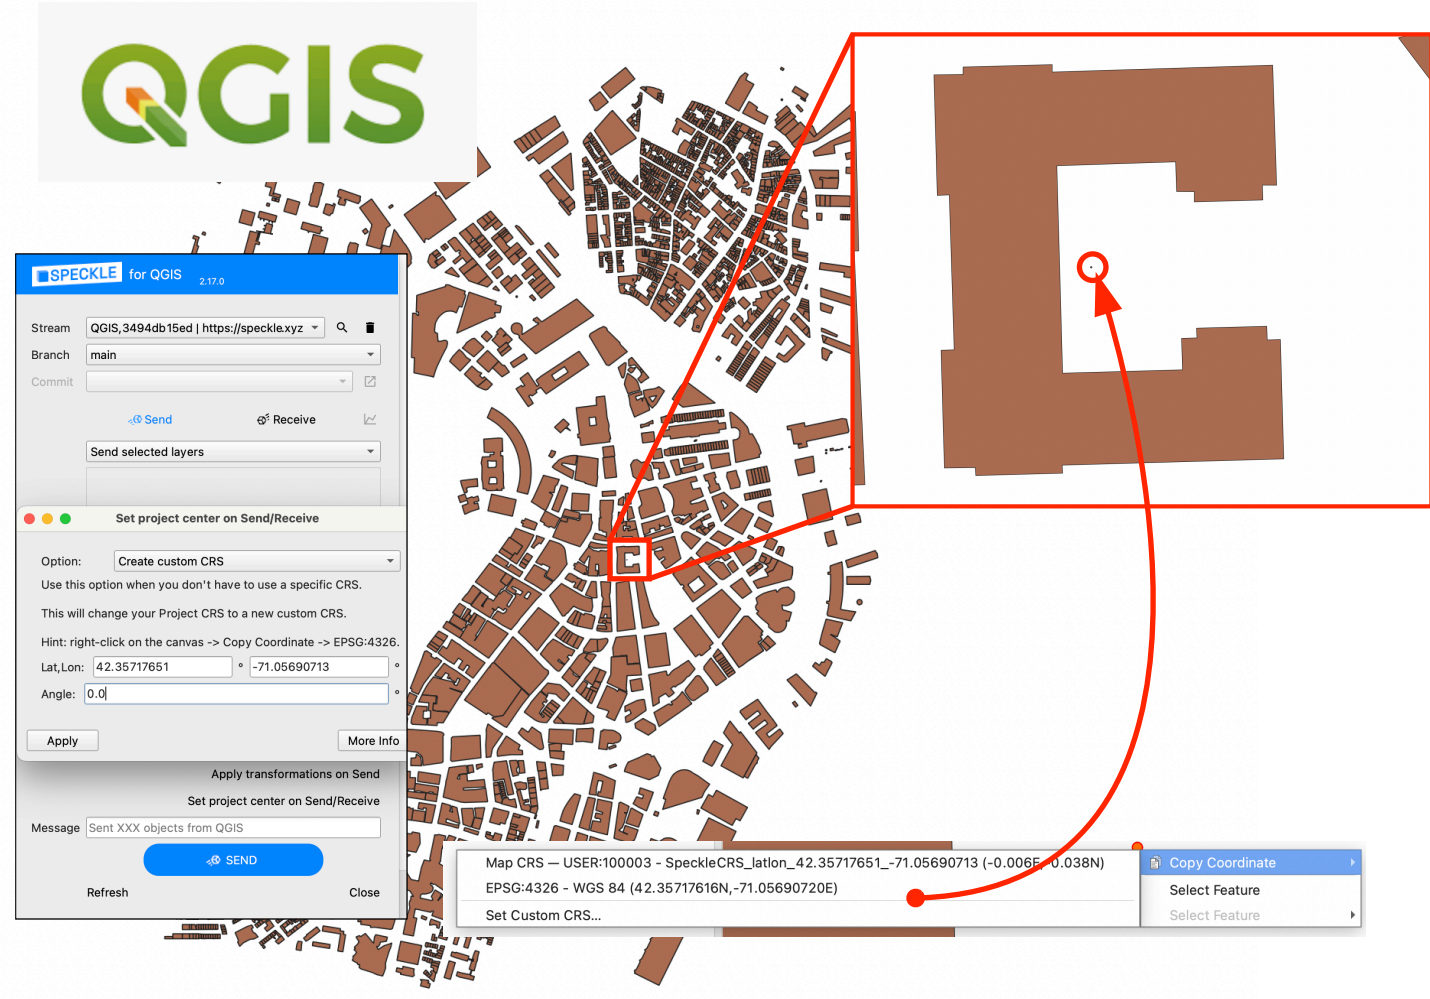 QGIS
SPECKLE for QGIS 2.17.0
Stream QGIS,3494db15ed | https://speckle.xyz
Branch main
Commit
Send Receive
Send selected layers
Set project center on Send/Receive
Option: Create custom CRS
Use this option when you don't have to use a specific CRS.
This will change your Project CRS to a new custom CRS.
Hint: right-click on the canvas -> Copy Coordinate -> EPSG:4326.
Lat,Lon: 42.35717651 ° -71.05690713 °
Angle: 0.0 °
Apply More Info
Apply transformations on Send
Set project center on Send/Receive
Message Sent XXX objects from QGIS
SEND
Refresh Close
Map CRS — USER:100003 - SpeckleCRS_latlon_42.35717651_-71.05690713 (-0.006E,-0.038N) Copy Coordinate
EPSG:4326 - WGS 84 (42.35717616N,-71.05690720E) Select Feature
Set Custom CRS... Select Feature